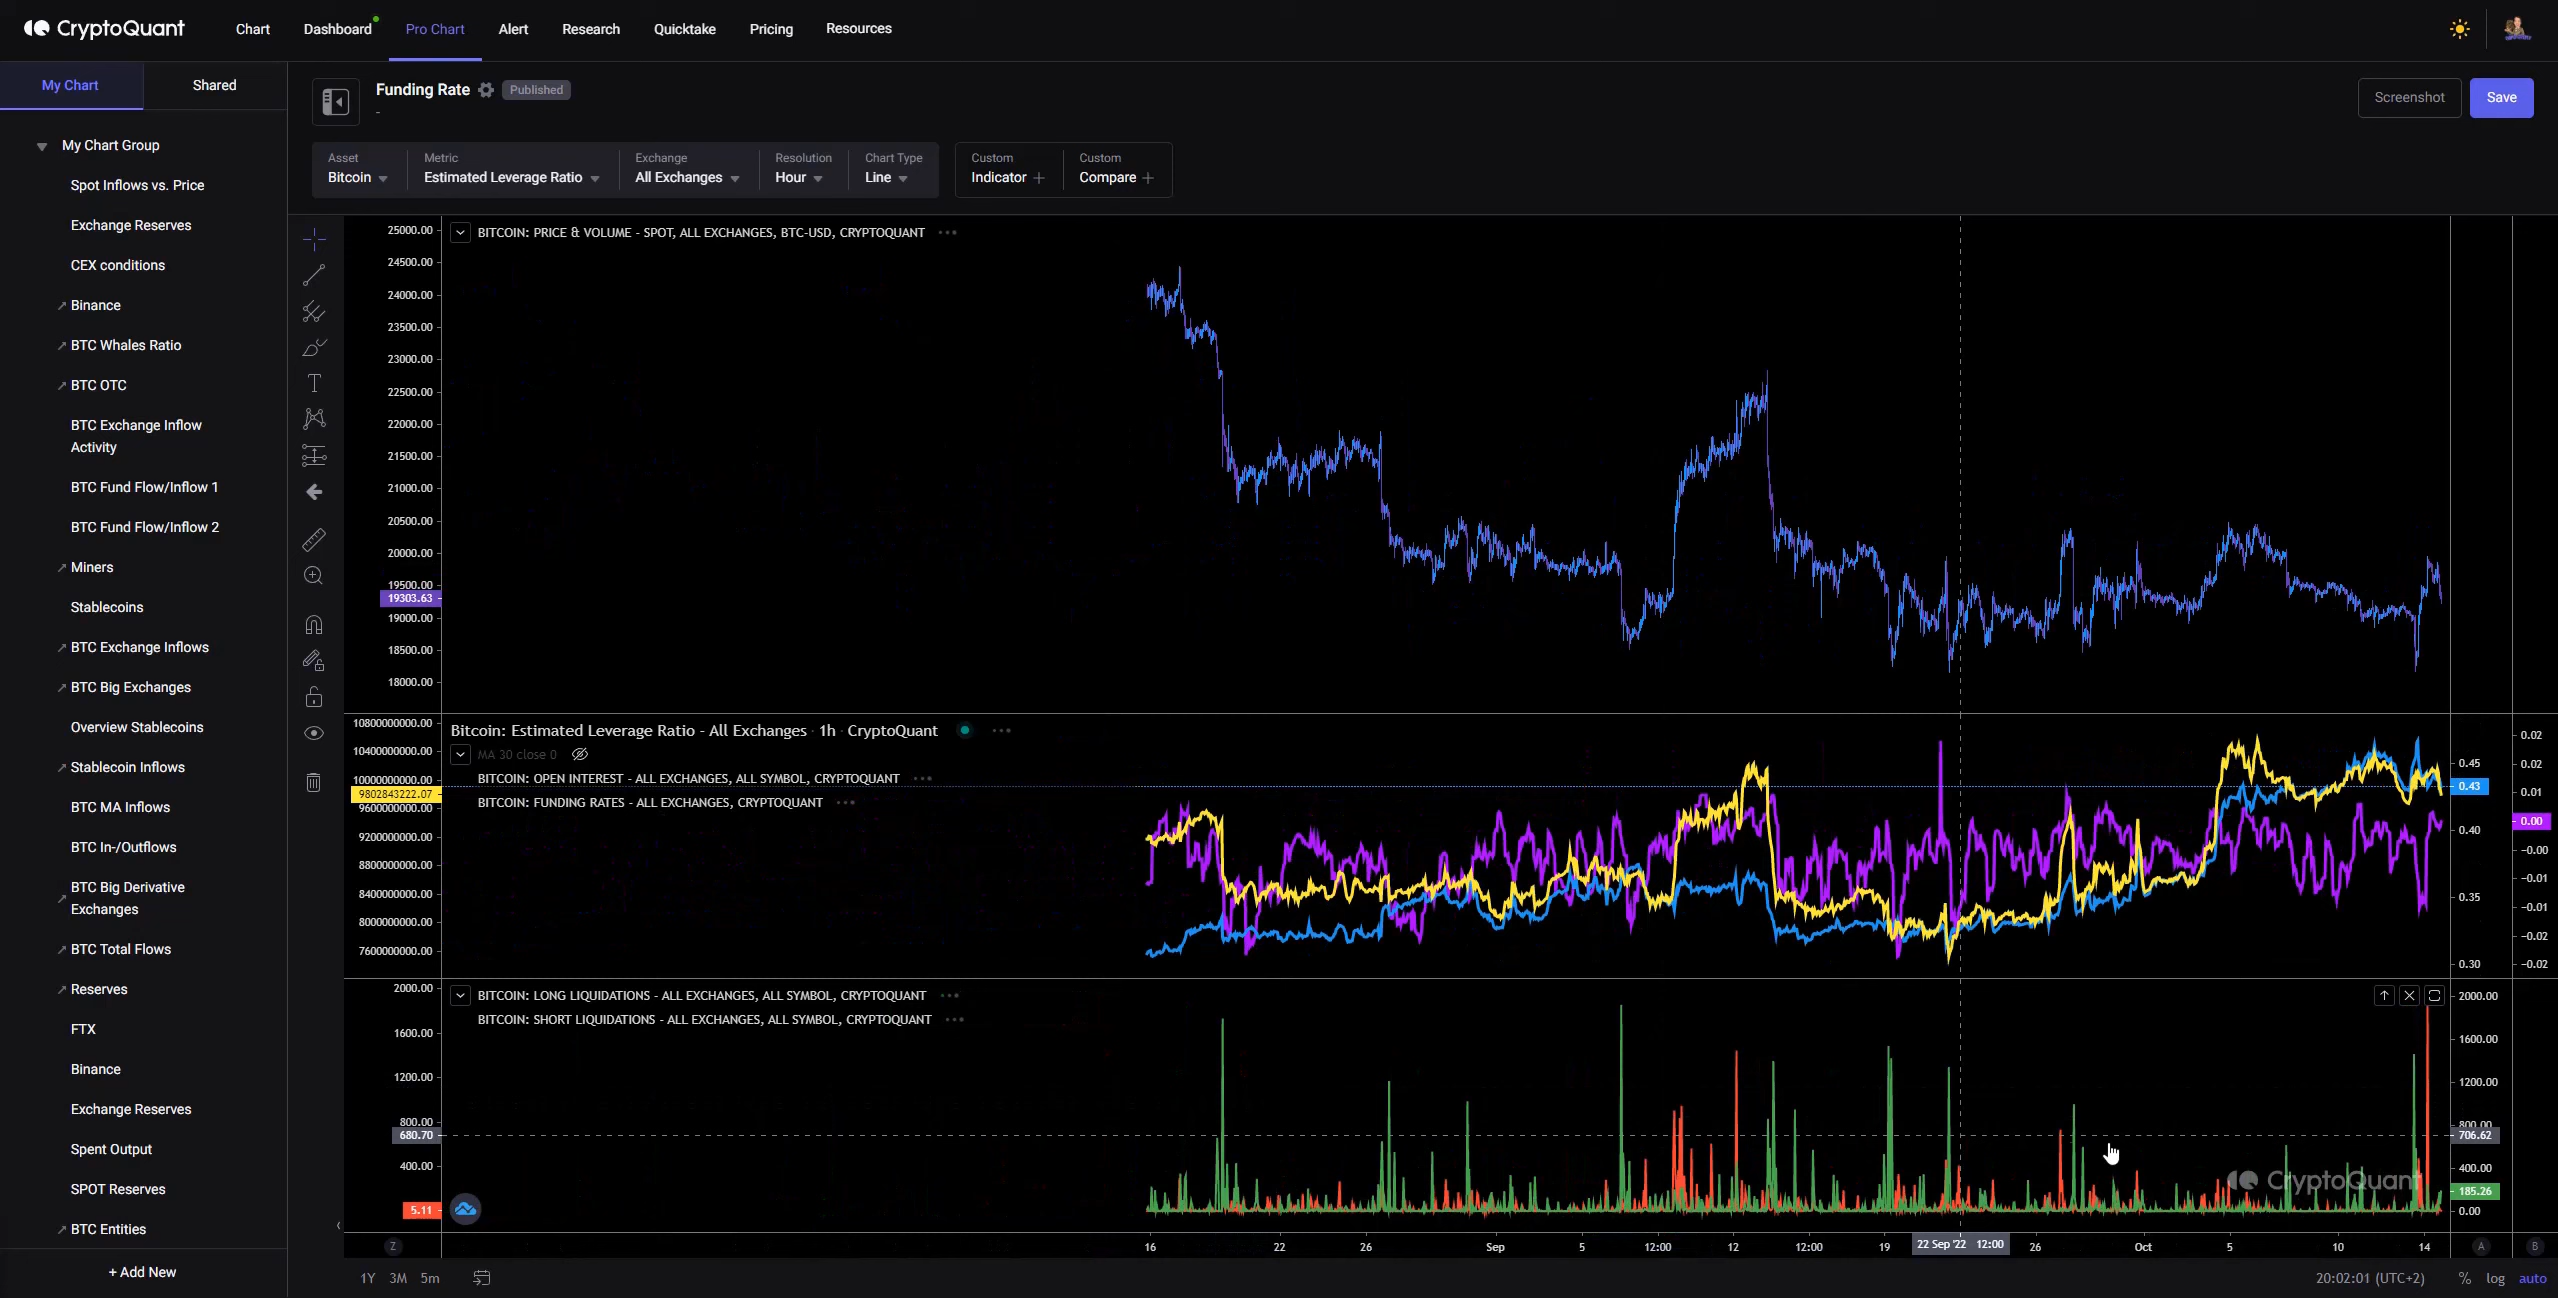 CryptoQuant
Chart Dashboard Pro Chart Alert Research Quicktake Pricing Resources
My Chart Shared
My Chart Group
Spot Inflows vs. Price
Exchange Reserves
CEX conditions
Binance
BTC Whales Ratio
BTC OTC
BTC Exchange Inflow
Activity
BTC Fund Flow/Inflow 1
BTC Fund Flow/Inflow 2
Miners
Stablecoins
BTC Exchange Inflows
BTC Big Exchanges
Overview Stablecoins
Stablecoin Inflows
BTC MA Inflows
BTC In-/Outflows
BTC Big Derivative
Exchanges
BTC Total Flows
Reserves
FTX
Binance
Exchange Reserves
Spent Output
SPOT Reserves
BTC Entities
+ Add New
Funding Rate Published
-
Screenshot Save
Asset Metric Exchange Resolution Chart Type Custom Custom
Bitcoin Estimated Leverage Ratio All Exchanges Hour Line Indicator + Compare +
BITCOIN: PRICE & VOLUME - SPOT, ALL EXCHANGES, BTC-USD, CRYPTOQUANT
25000.00
24500.00
24000.00
23500.00
23000.00
22500.00
22000.00
21500.00
21000.00
20500.00
20000.00
19500.00
19303.63
19000.00
18500.00
18000.00
Bitcoin: Estimated Leverage Ratio - All Exchanges · 1h · CryptoQuant
MA 30 close 0
BITCOIN: OPEN INTEREST - ALL EXCHANGES, ALL SYMBOL, CRYPTOQUANT
BITCOIN: FUNDING RATES - ALL EXCHANGES, CRYPTOQUANT
10800000000.00
10400000000.00
10000000000.00
9802843222.07
9600000000.00
9200000000.00
8800000000.00
8400000000.00
8000000000.00
7600000000.00
0.45
0.43
0.40
0.35
0.30
0.02
0.02
0.01
0.00
-0.00
-0.01
-0.01
-0.02
-0.02
BITCOIN: LONG LIQUIDATIONS - ALL EXCHANGES, ALL SYMBOL, CRYPTOQUANT
BITCOIN: SHORT LIQUIDATIONS - ALL EXCHANGES, ALL SYMBOL, CRYPTOQUANT
2000.00
1600.00
1200.00
800.00
680.70
400.00
5.11
2000.00
1600.00
1200.00
800.00
706.62
400.00
185.26
0.00
CryptoQuant
Z 16 22 26 Sep 5 12:00 12 12:00 19 22 Sep '22 12:00 26 Oct 5 10 14 A B
1Y 3M 5m 20:02:01 (UTC+2) % log auto